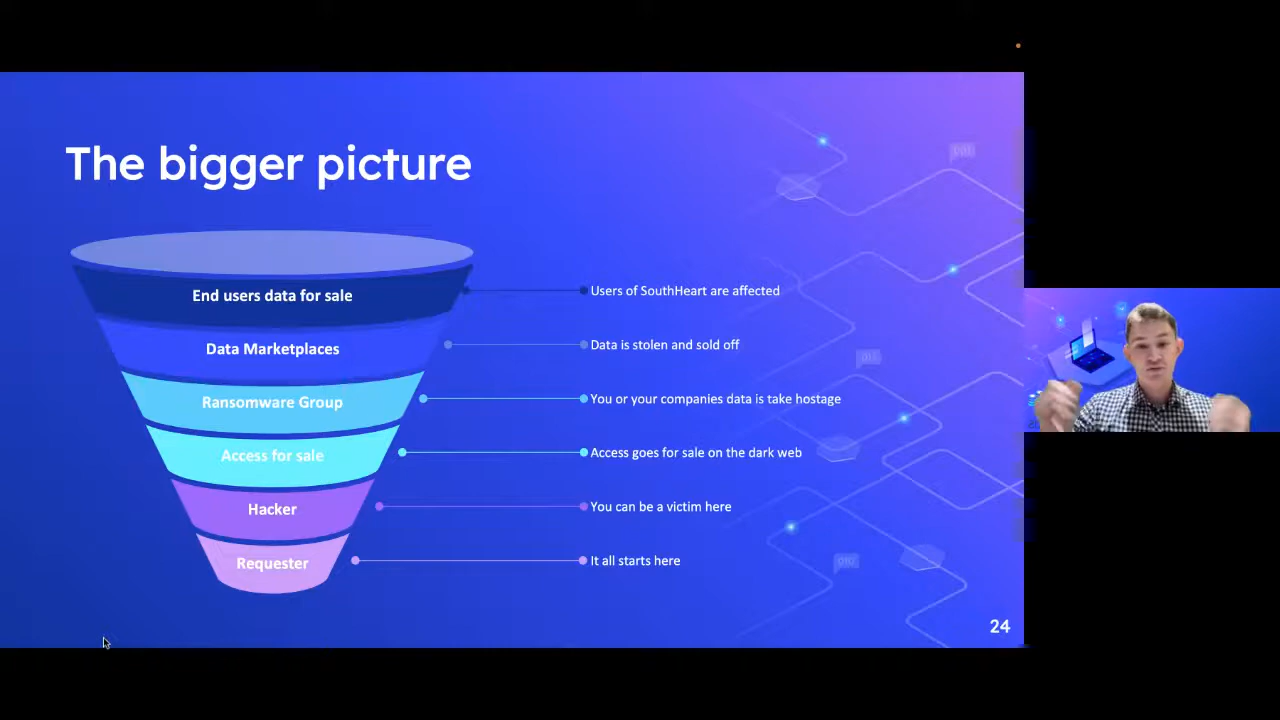 The bigger picture
End users data for sale
Users of SouthHeart are affected
Data Marketplaces
Data is stolen and sold off
Ransomware Group
You or your companies data is take hostage
Access for sale
Access goes for sale on the dark web
Hacker
You can be a victim here
Requester
It all starts here
24